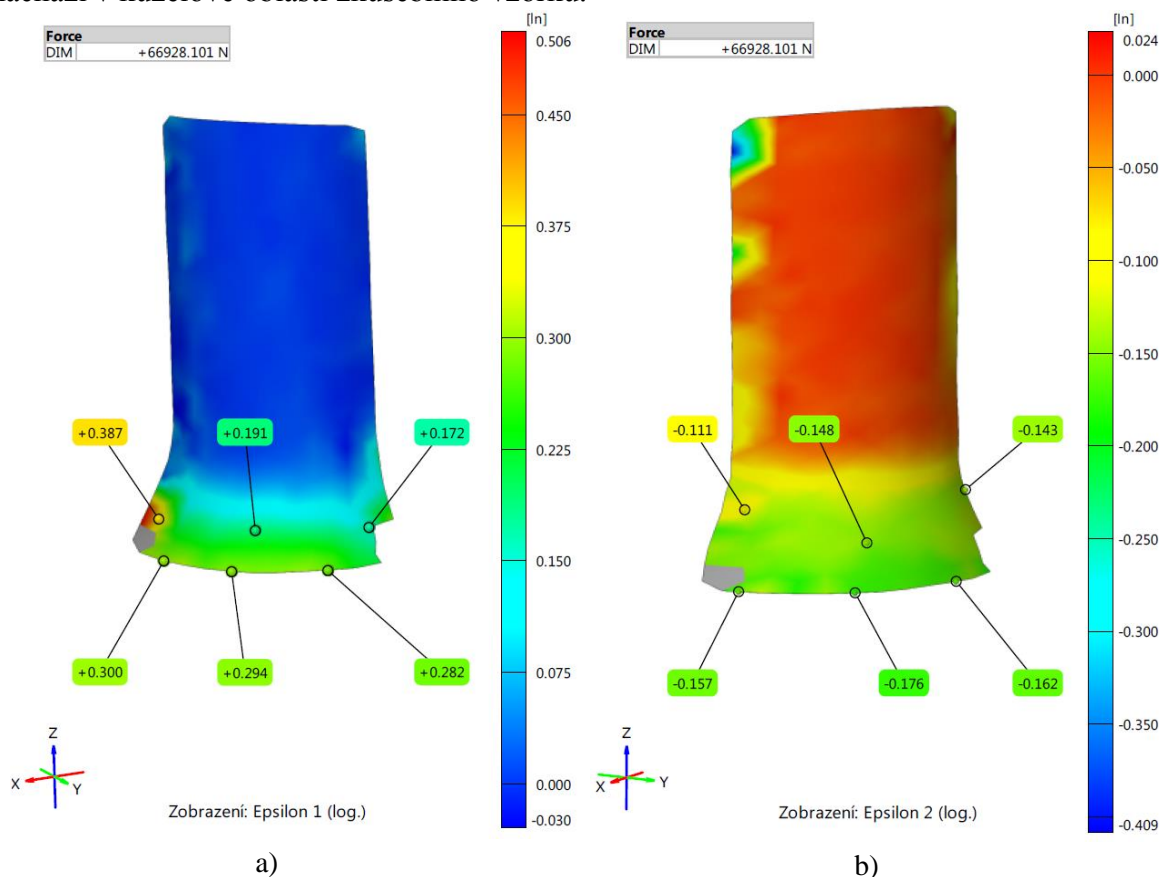 v kuželové oblasti zkušebního vzorku.
Force
DIM +66928.101 N
[ln]
0.506
0.450
0.375
0.300
0.225
0.150
0.075
0.000
-0.030
+0.387
+0.191
+0.172
+0.300
+0.294
+0.282
Z
X
Y
Zobrazení: Epsilon 1 (log.)
a)
Force
DIM +66928.101 N
[ln]
0.024
0.000
-0.050
-0.100
-0.150
-0.200
-0.250
-0.300
-0.350
-0.409
-0.111
-0.148
-0.143
-0.157
-0.176
-0.162
Z
X
Y
Zobrazení: Epsilon 2 (log.)
b)